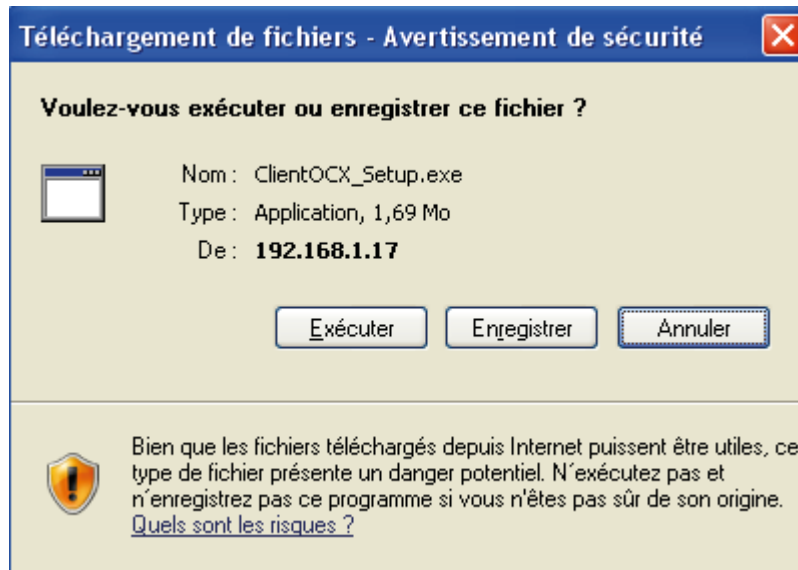 Téléchargement de fichiers - Avertissement de sécurité
Voulez-vous exécuter ou enregistrer ce fichier ?
Nom : ClientOCX_Setup.exe
Type : Application, 1,69 Mo
De : 192.168.1.17
Exécuter Enregistrer Annuler
Bien que les fichiers téléchargés depuis Internet puissent être utiles, ce
type de fichier présente un danger potentiel. N´exécutez pas et
n´enregistrez pas ce programme si vous n'êtes pas sûr de son origine.
Quels sont les risques ?